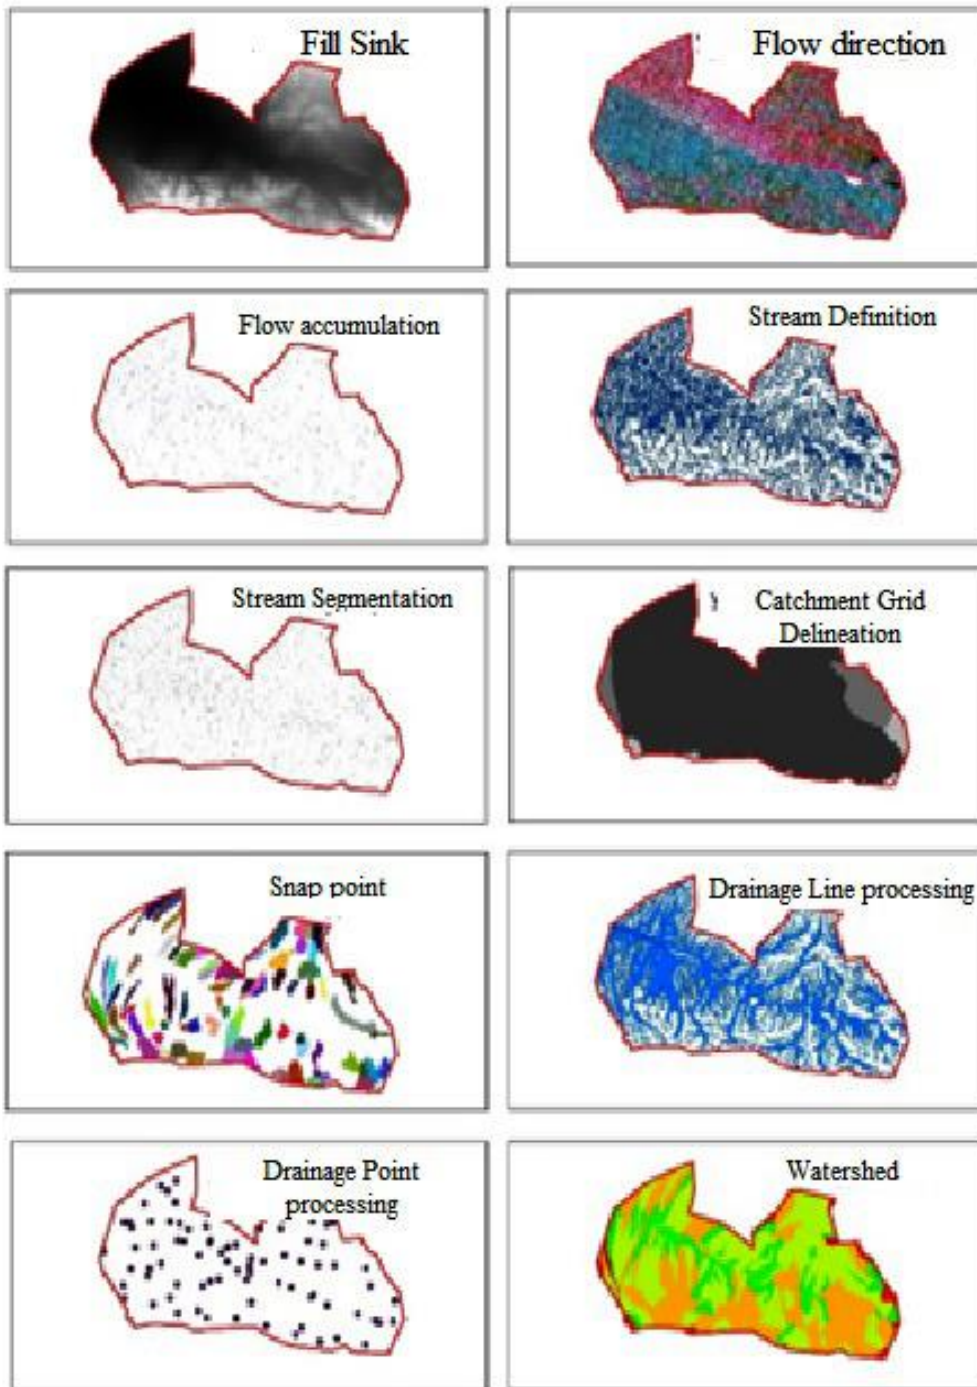 Fill Sink
Flow direction
Flow accumulation
Stream Definition
Stream Segmentation
Catchment Grid
Delineation
Snap point
Drainage Line processing
Drainage Point
processing
Watershed